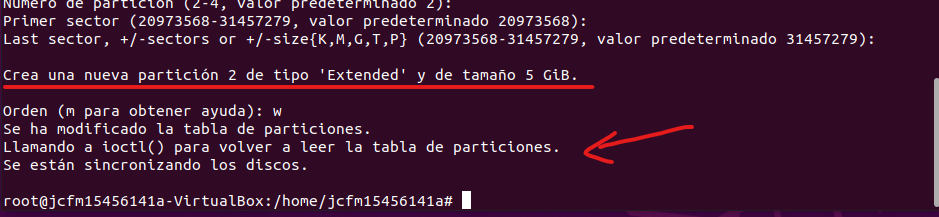 Número de partición (2-4, valor predeterminado 2):
Primer sector (20973568-31457279, valor predeterminado 20973568):
Last sector, +/-sectors or +/-size{K,M,G,T,P} (20973568-31457279, valor predeterminado 31457279):
Crea una nueva partición 2 de tipo 'Extended' y de tamaño 5 GiB.
Orden (m para obtener ayuda): w
Se ha modificado la tabla de particiones.
Llamando a ioctl() para volver a leer la tabla de particiones.
Se están sincronizando los discos.
root@jcfm15456141a-VirtualBox:/home/jcfm15456141a#